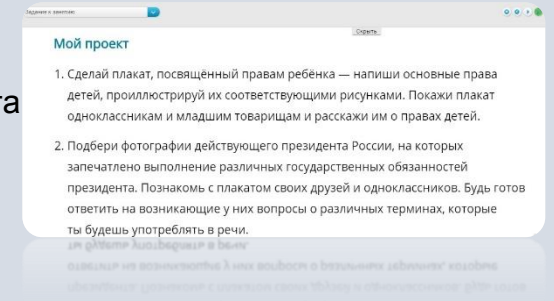 Задания к занятию
Скрыть
Мой проект
1. Сделай плакат, посвящённый правам ребёнка — напиши основные права
детей, проиллюстрируй их соответствующими рисунками. Покажи плакат
одноклассникам и младшим товарищам и расскажи им о правах детей.
та
2. Подбери фотографии действующего президента России, на которых
запечатлено выполнение различных государственных обязанностей
президента. Познакомь с плакатом своих друзей и одноклассников. Будь готов
ответить на возникающие у них вопросы о различных терминах, которые
ты будешь употреблять в речи.